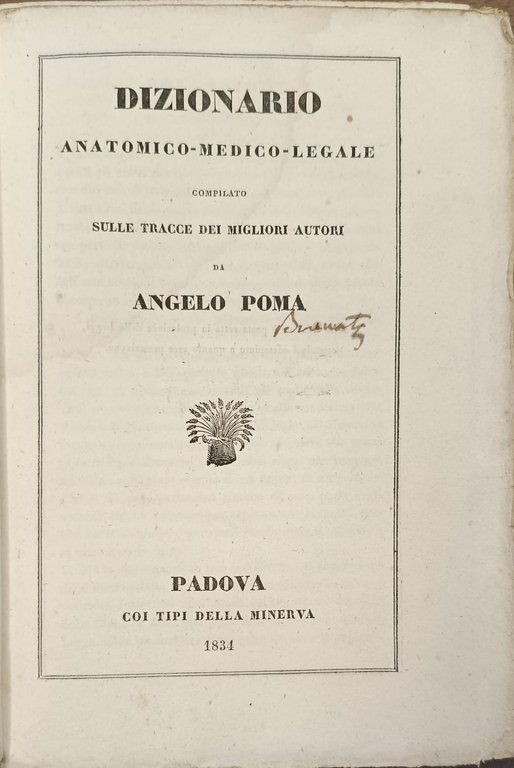 DIZIONARIO
ANATOMICO-MEDICO-LEGALE
COMPILATO
SULLE TRACCE DEI MIGLIORI AUTORI
DA
ANGELO POMA
PADOVA
COI TIPI DELLA MINERVA
1834